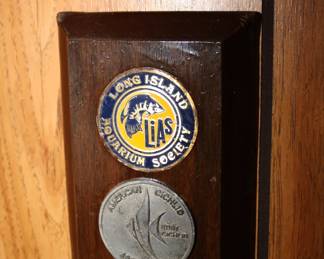 LONG ISLAND
LIAS
AQUARIUM SOCIETY
AMERICAN CICHLID